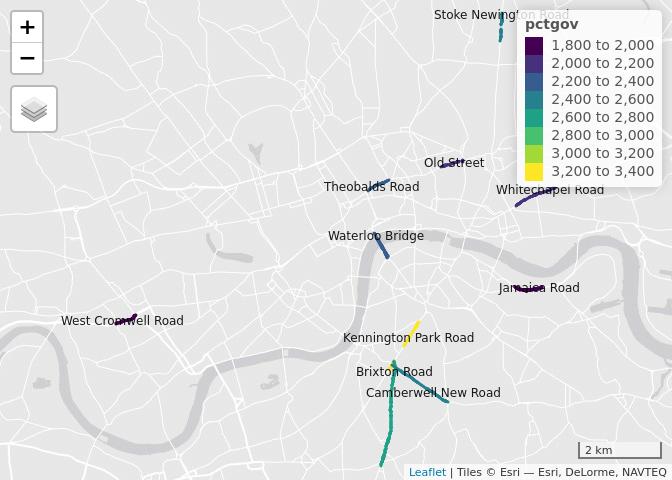 Stoke Newington Road
+
−
pctgov
1,800 to 2,000
2,000 to 2,200
2,200 to 2,400
2,400 to 2,600
2,600 to 2,800
2,800 to 3,000
3,000 to 3,200
3,200 to 3,400
Old Street
Theobalds Road
Whitechapel Road
Waterloo Bridge
Jamaica Road
West Cromwell Road
Kennington Park Road
Brixton Road
Camberwell New Road
2 km
Leaflet | Tiles © Esri — Esri, DeLorme, NAVTEQ